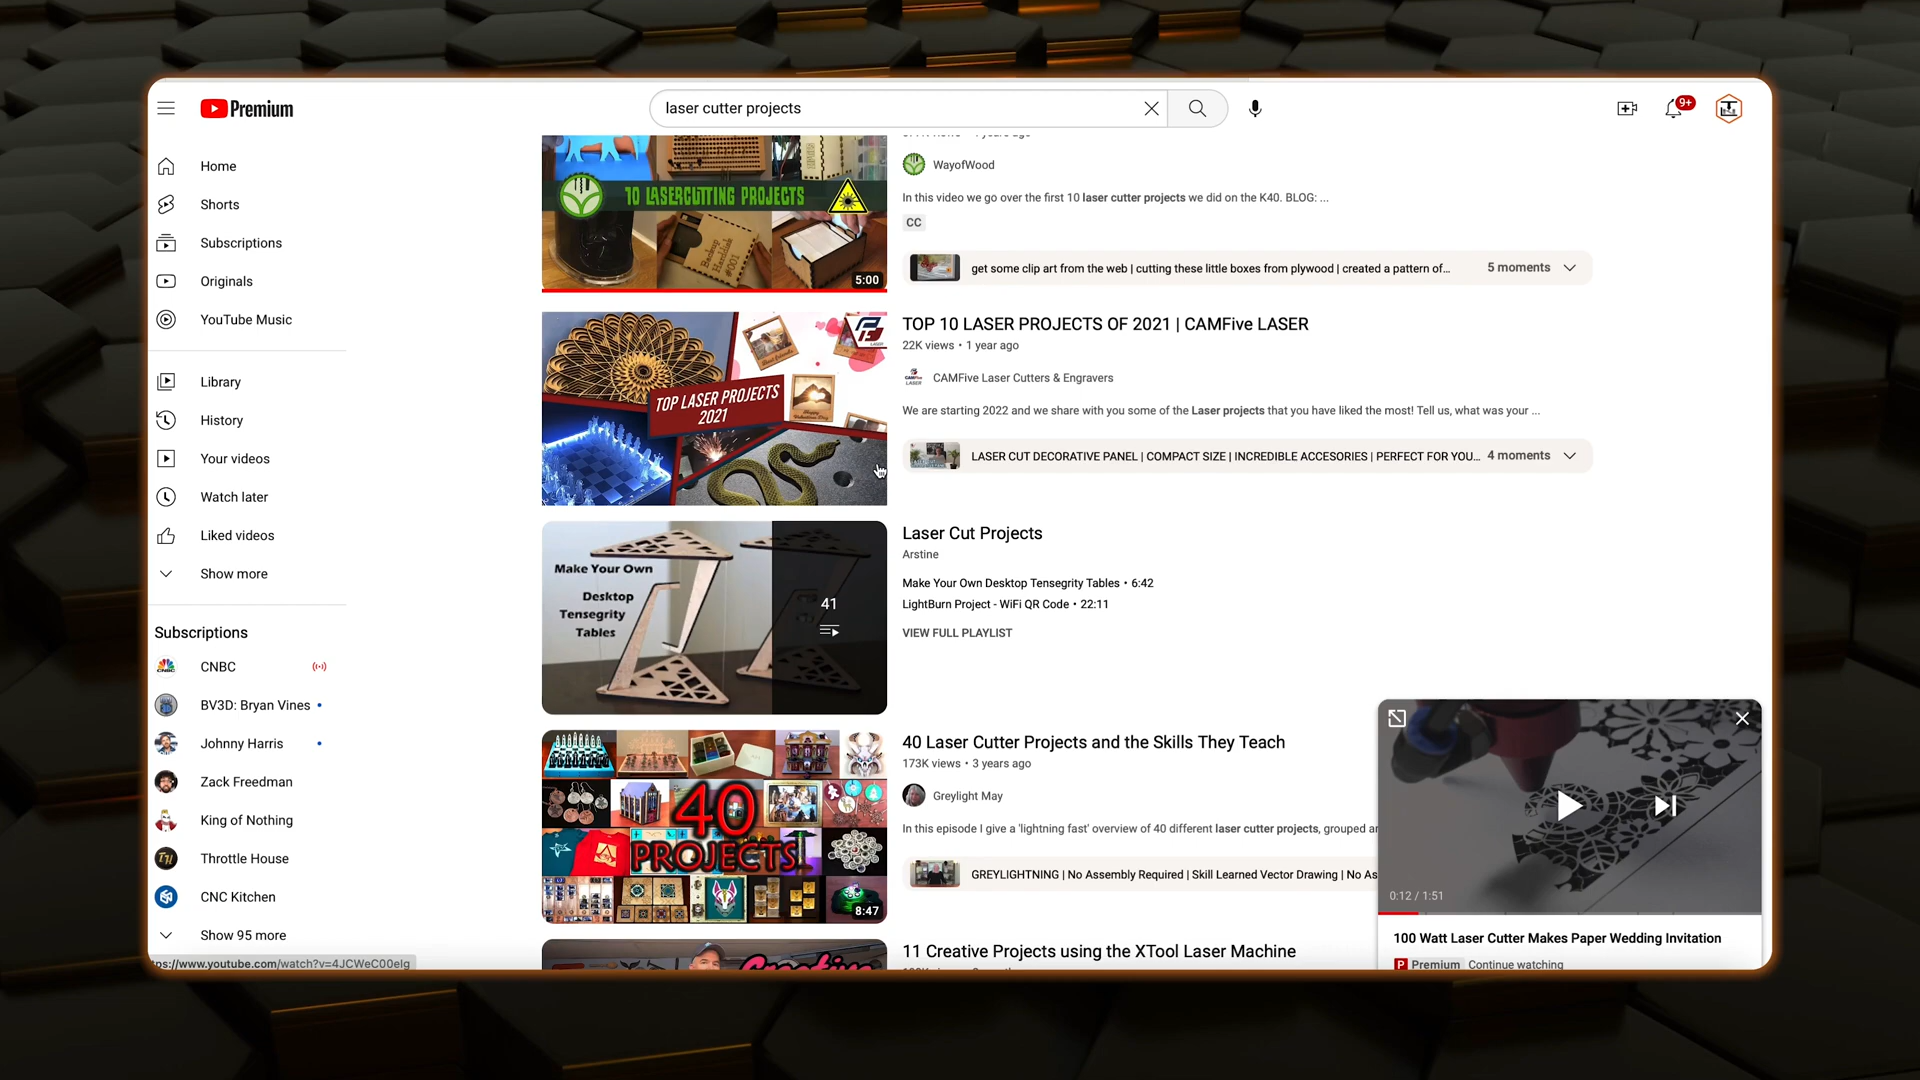 Premium
laser cutter projects
9+
Home
Shorts
Subscriptions
Originals
YouTube Music
Library
History
Your videos
Watch later
Liked videos
Show more
Subscriptions
CNBC
BV3D: Bryan Vines
Johnny Harris
Zack Freedman
King of Nothing
Throttle House
CNC Kitchen
Show 95 more
ps://www.youtube.com/watch?v=4JCWeC00eIg
10 LASERCUTTING PROJECTS
Backup
Harddisk
#001
5:00
WayofWood
In this video we go over the first 10 laser cutter projects we did on the K40. BLOG: ...
CC
get some clip art from the web | cutting these little boxes from plywood | created a pattern of...
5 moments
TOP LASER PROJECTS
2021
TOP 10 LASER PROJECTS OF 2021 | CAMFive LASER
22K views • 1 year ago
CAMFive Laser Cutters & Engravers
We are starting 2022 and we share with you some of the Laser projects that you have liked the most! Tell us, what was your ...
LASER CUT DECORATIVE PANEL | COMPACT SIZE | INCREDIBLE ACCESORIES | PERFECT FOR YOU...
4 moments
Make Your Own
Desktop
Tensegrity
Tables
41
Laser Cut Projects
Arstine
Make Your Own Desktop Tensegrity Tables • 6:42
LightBurn Project - WiFi QR Code • 22:11
VIEW FULL PLAYLIST
40
PROJECTS
8:47
40 Laser Cutter Projects and the Skills They Teach
173K views • 3 years ago
Greylight May
In this episode I give a 'lightning fast' overview of 40 different laser cutter projects, grouped
GREYLIGHTNING | No Assembly Required | Skill Learned Vector Drawing | No As
11 Creative Projects using the XTool Laser Machine
0:12 / 1:51
100 Watt Laser Cutter Makes Paper Wedding Invitation
P Premium Continue watching